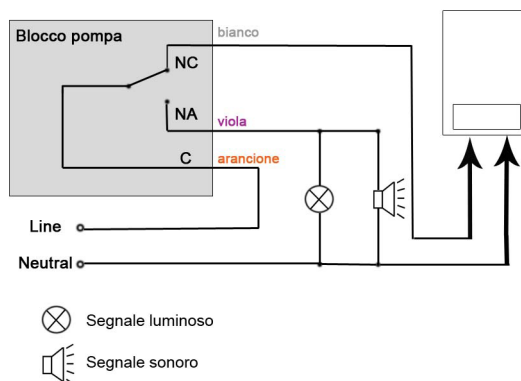 Blocco pompa
bianco
NC
NA
viola
C
arancione
Line
Neutral
Segnale luminoso
Segnale sonoro